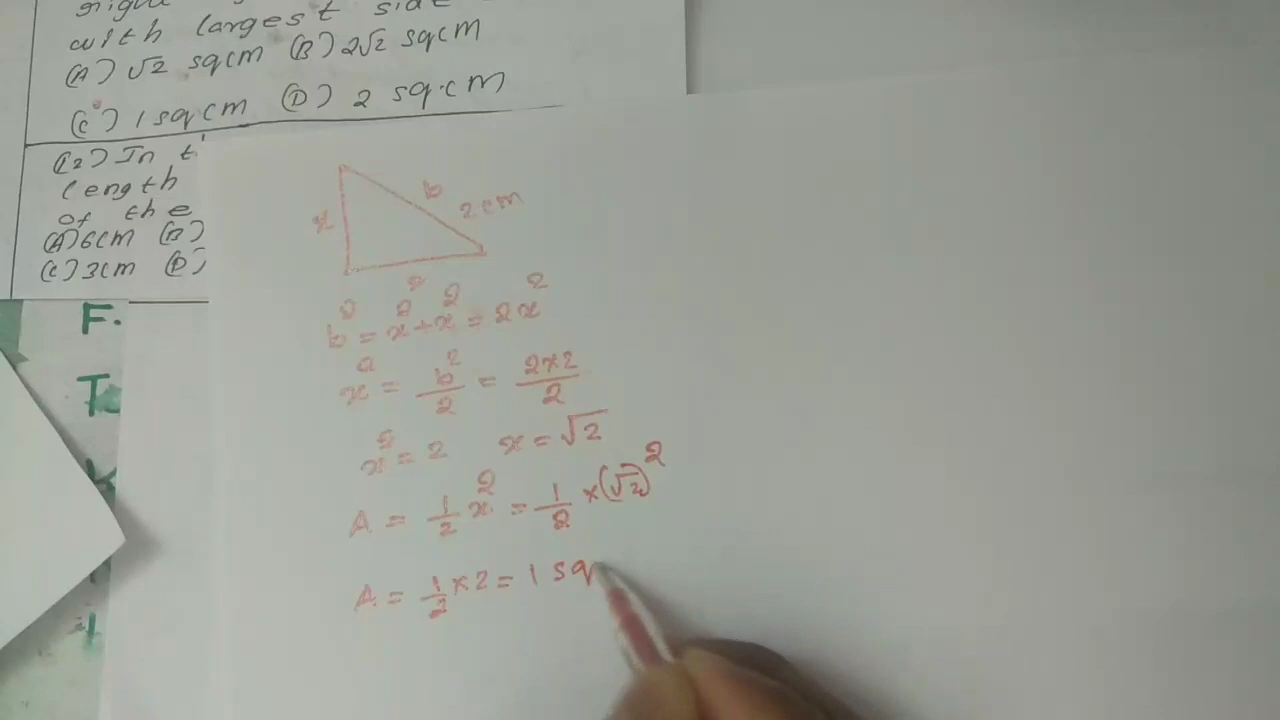 with largest side
(A) √2 sqcm (B) 2√2 sqcm
(C) 1 sqcm (D) 2 sq.cm
(12) In t
length
of the
(A) 6cm (B)
(C) 3cm (D)
F.
b
x
2cm
b² = x² + x² = 2x²
x² = b²/2 = 2×2/2
x² = 2 x = √2
A = 1/2 x² = 1/2 × (√2)²
A = 1/2 × 2 = 1 sq